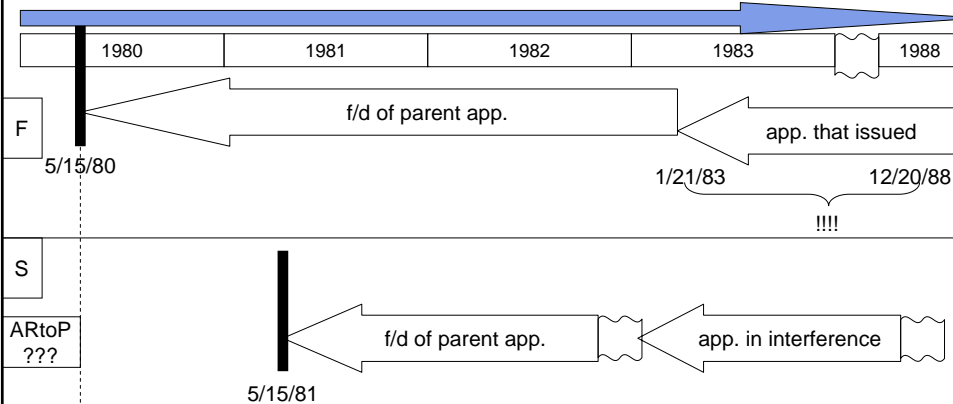 1980 1981 1982 1983 1988
F
f/d of parent app.
app. that issued
5/15/80
1/21/83 12/20/88
!!!!
S
ARtoP
???
f/d of parent app.
app. in interference
5/15/81